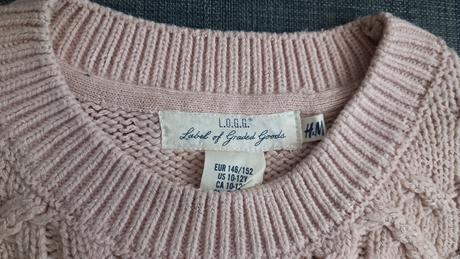 L.O.G.G.®
Label of Graded Goods
H&M
EUR 146/152
US 10-12Y
CA 10-12